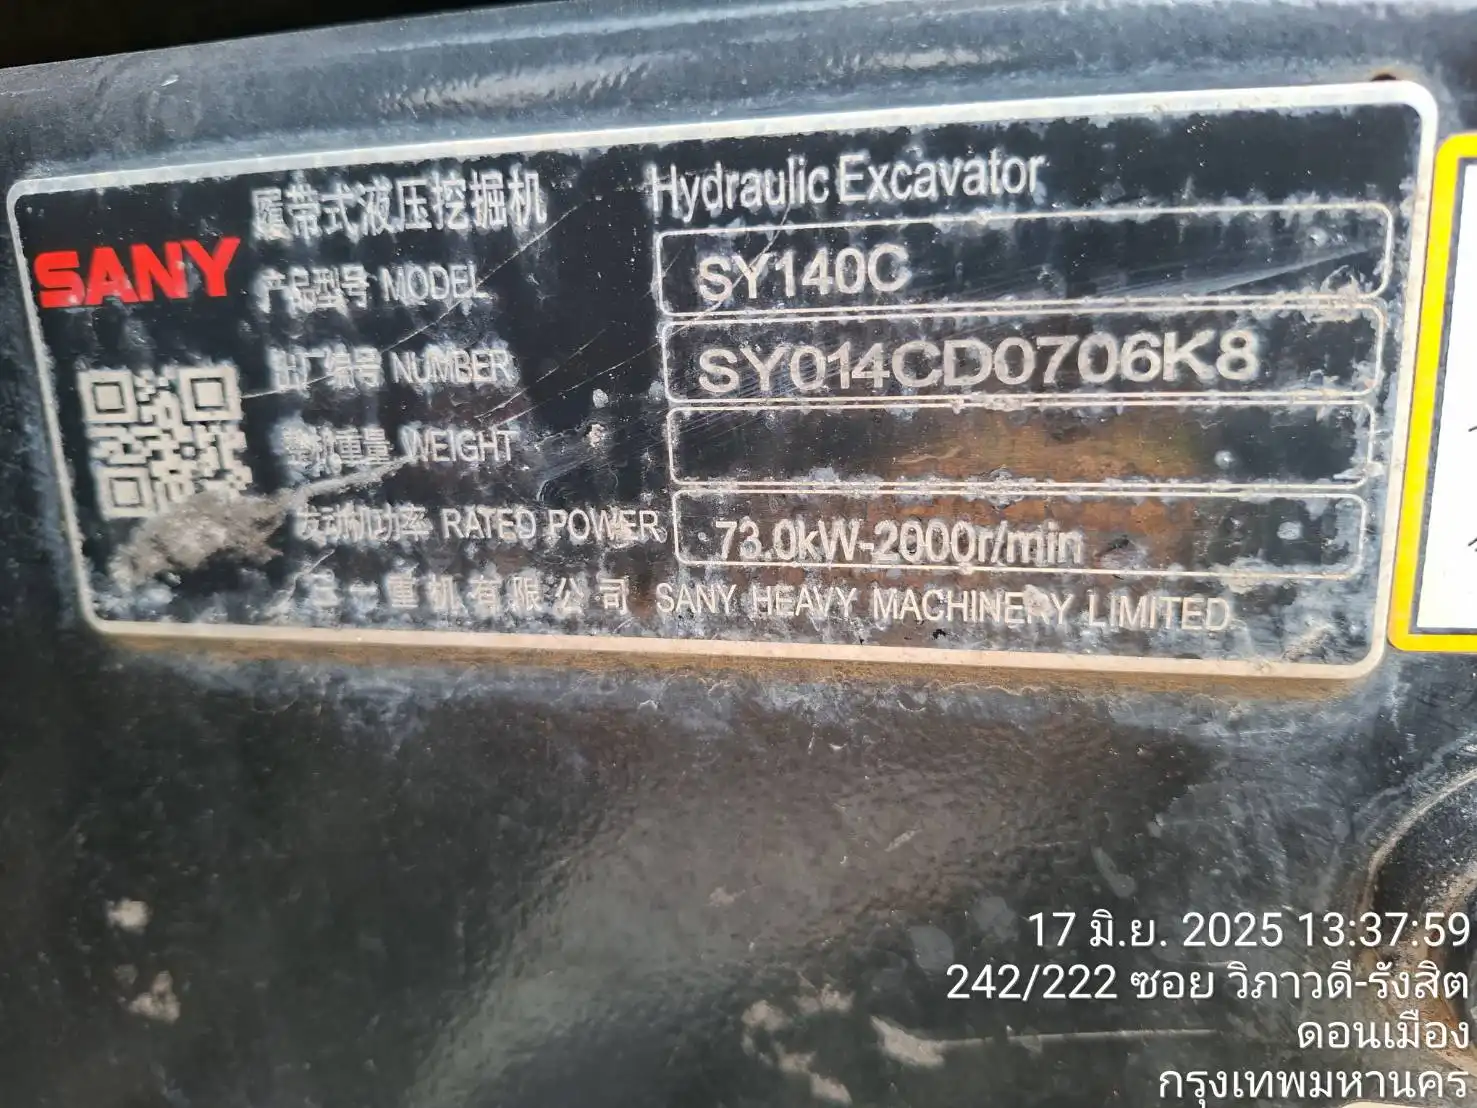 SANY
履带式液压挖掘机 Hydraulic Excavator
产品型号 MODEL SY140C
出厂编号 NUMBER SY014CD0706K8
整机重量 WEIGHT
发动机功率 RATED POWER 73.0kW-2000r/min
三一重机有限公司 SANY HEAVY MACHINERY LIMITED
17 มิ.ย. 2025 13:37:59
242/222 ซอย วิภาวดี-รังสิต
ดอนเมือง
กรุงเทพมหานคร